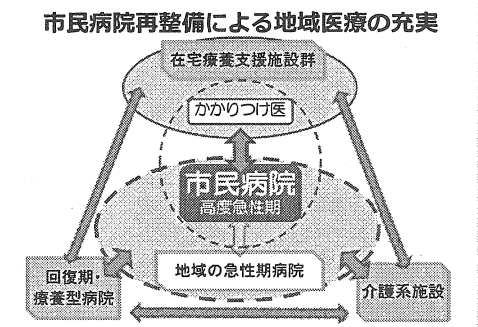 市民病院再整備による地域医療の充実
在宅療養支援施設群
かかりつけ医
市民病院
高度急性期
地域の急性期病院
回復期・
療養型病院
介護系施設